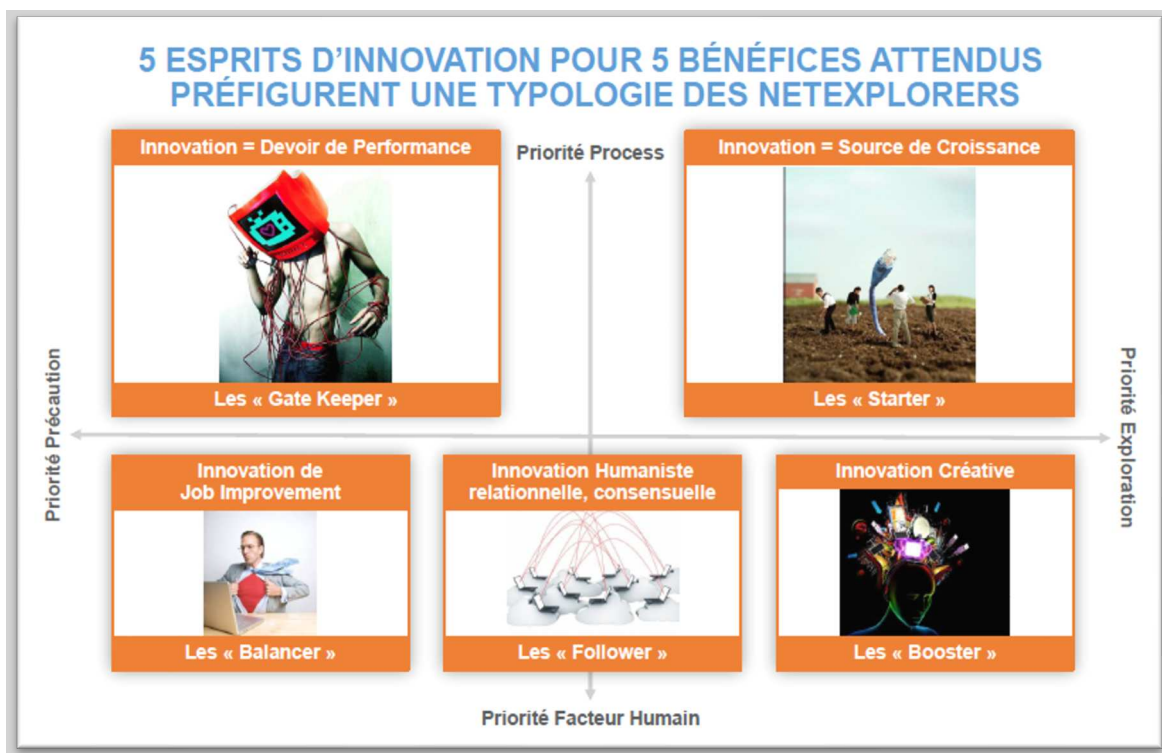 5 ESPRITS D'INNOVATION POUR 5 BÉNÉFICES ATTENDUS
PRÉFIGURENT UNE TYPOLOGIE DES NETEXPLORERS
Innovation = Devoir de Performance
Priorité Process
Innovation = Source de Croissance
Les « Gate Keeper »
Les « Starter »
Priorité Précaution
Priorité Exploration
Innovation de
Job Improvement
Innovation Humaniste
relationnelle, consensuelle
Innovation Créative
Les « Balancer »
Les « Follower »
Les « Booster »
Priorité Facteur Humain